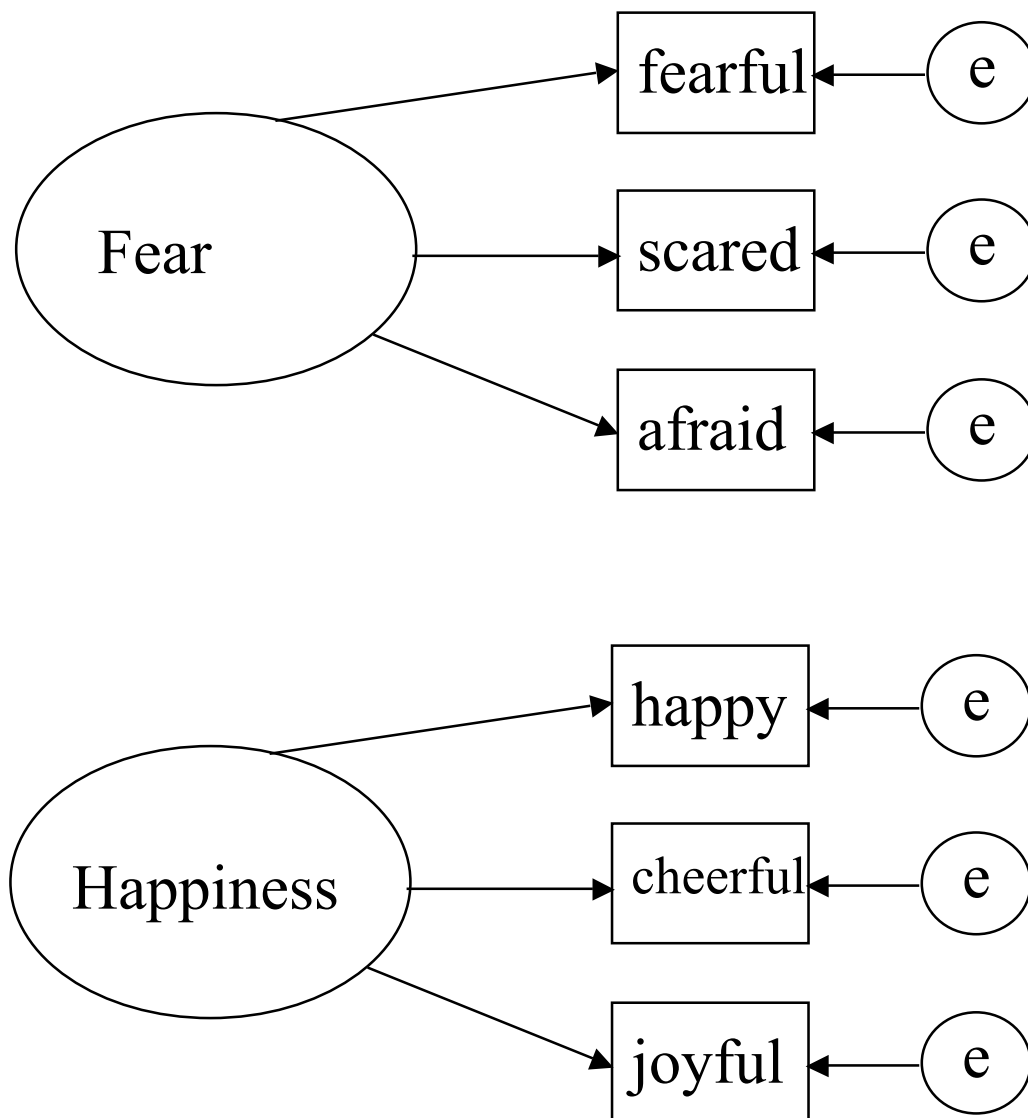 fearful e
Fear scared e
afraid e
happy e
Happiness cheerful e
joyful e